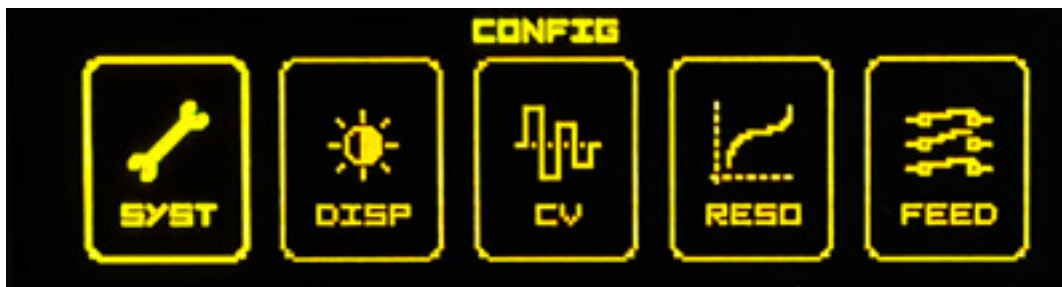 CONFIG
SYST DISP CV RESO FEED